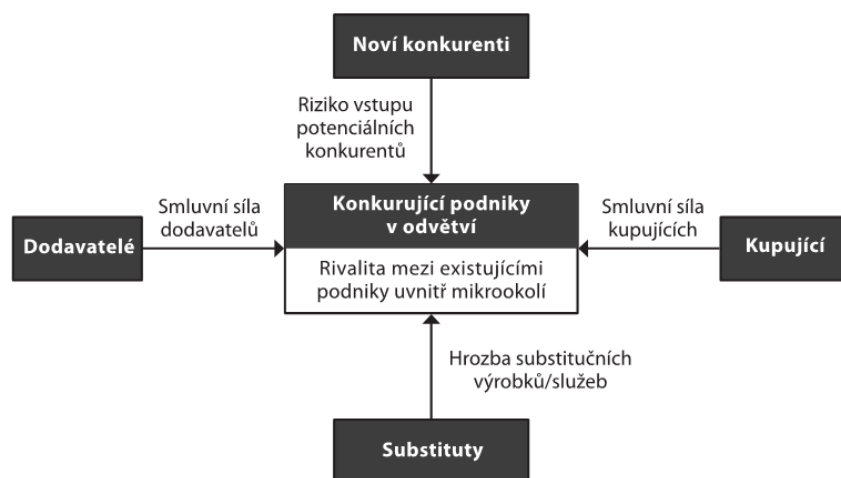 Noví konkurenti
Riziko vstupu
potenciálních
konkurentů
Smluvní síla
dodavatelů
Konkurující podniky
v odvětví
Smluvní síla
kupujících
Dodavatelé
Kupující
Rivalita mezi existujícími
podniky uvnitř mikrookolí
Hrozba substitučních
výrobků/služeb
Substituty